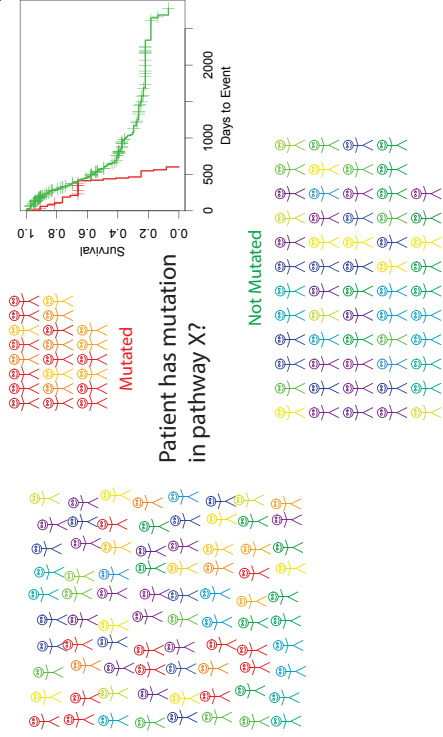 Survival
1.0
0.8
0.6
0.4
0.2
0.0
0 500 1000 2000
Days to Event
Mutated
Patient has mutation
in pathway X?
Not Mutated